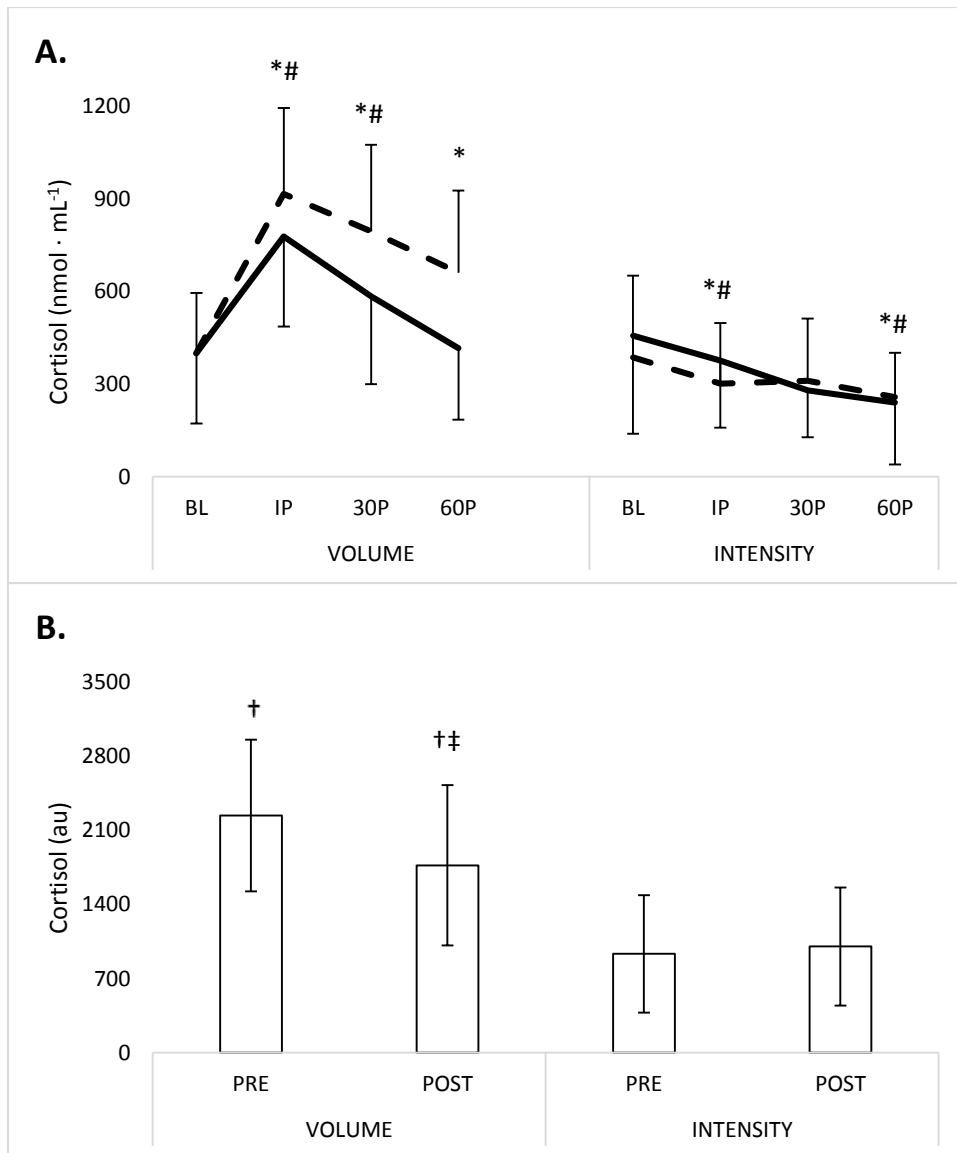 A.
*# *# *
*# *#
1200
900
600
300
0
Cortisol (nmol · mL⁻¹)
BL IP 30P 60P BL IP 30P 60P
VOLUME INTENSITY
B.
† †‡
3500
2800
2100
1400
700
0
Cortisol (au)
PRE POST PRE POST
VOLUME INTENSITY